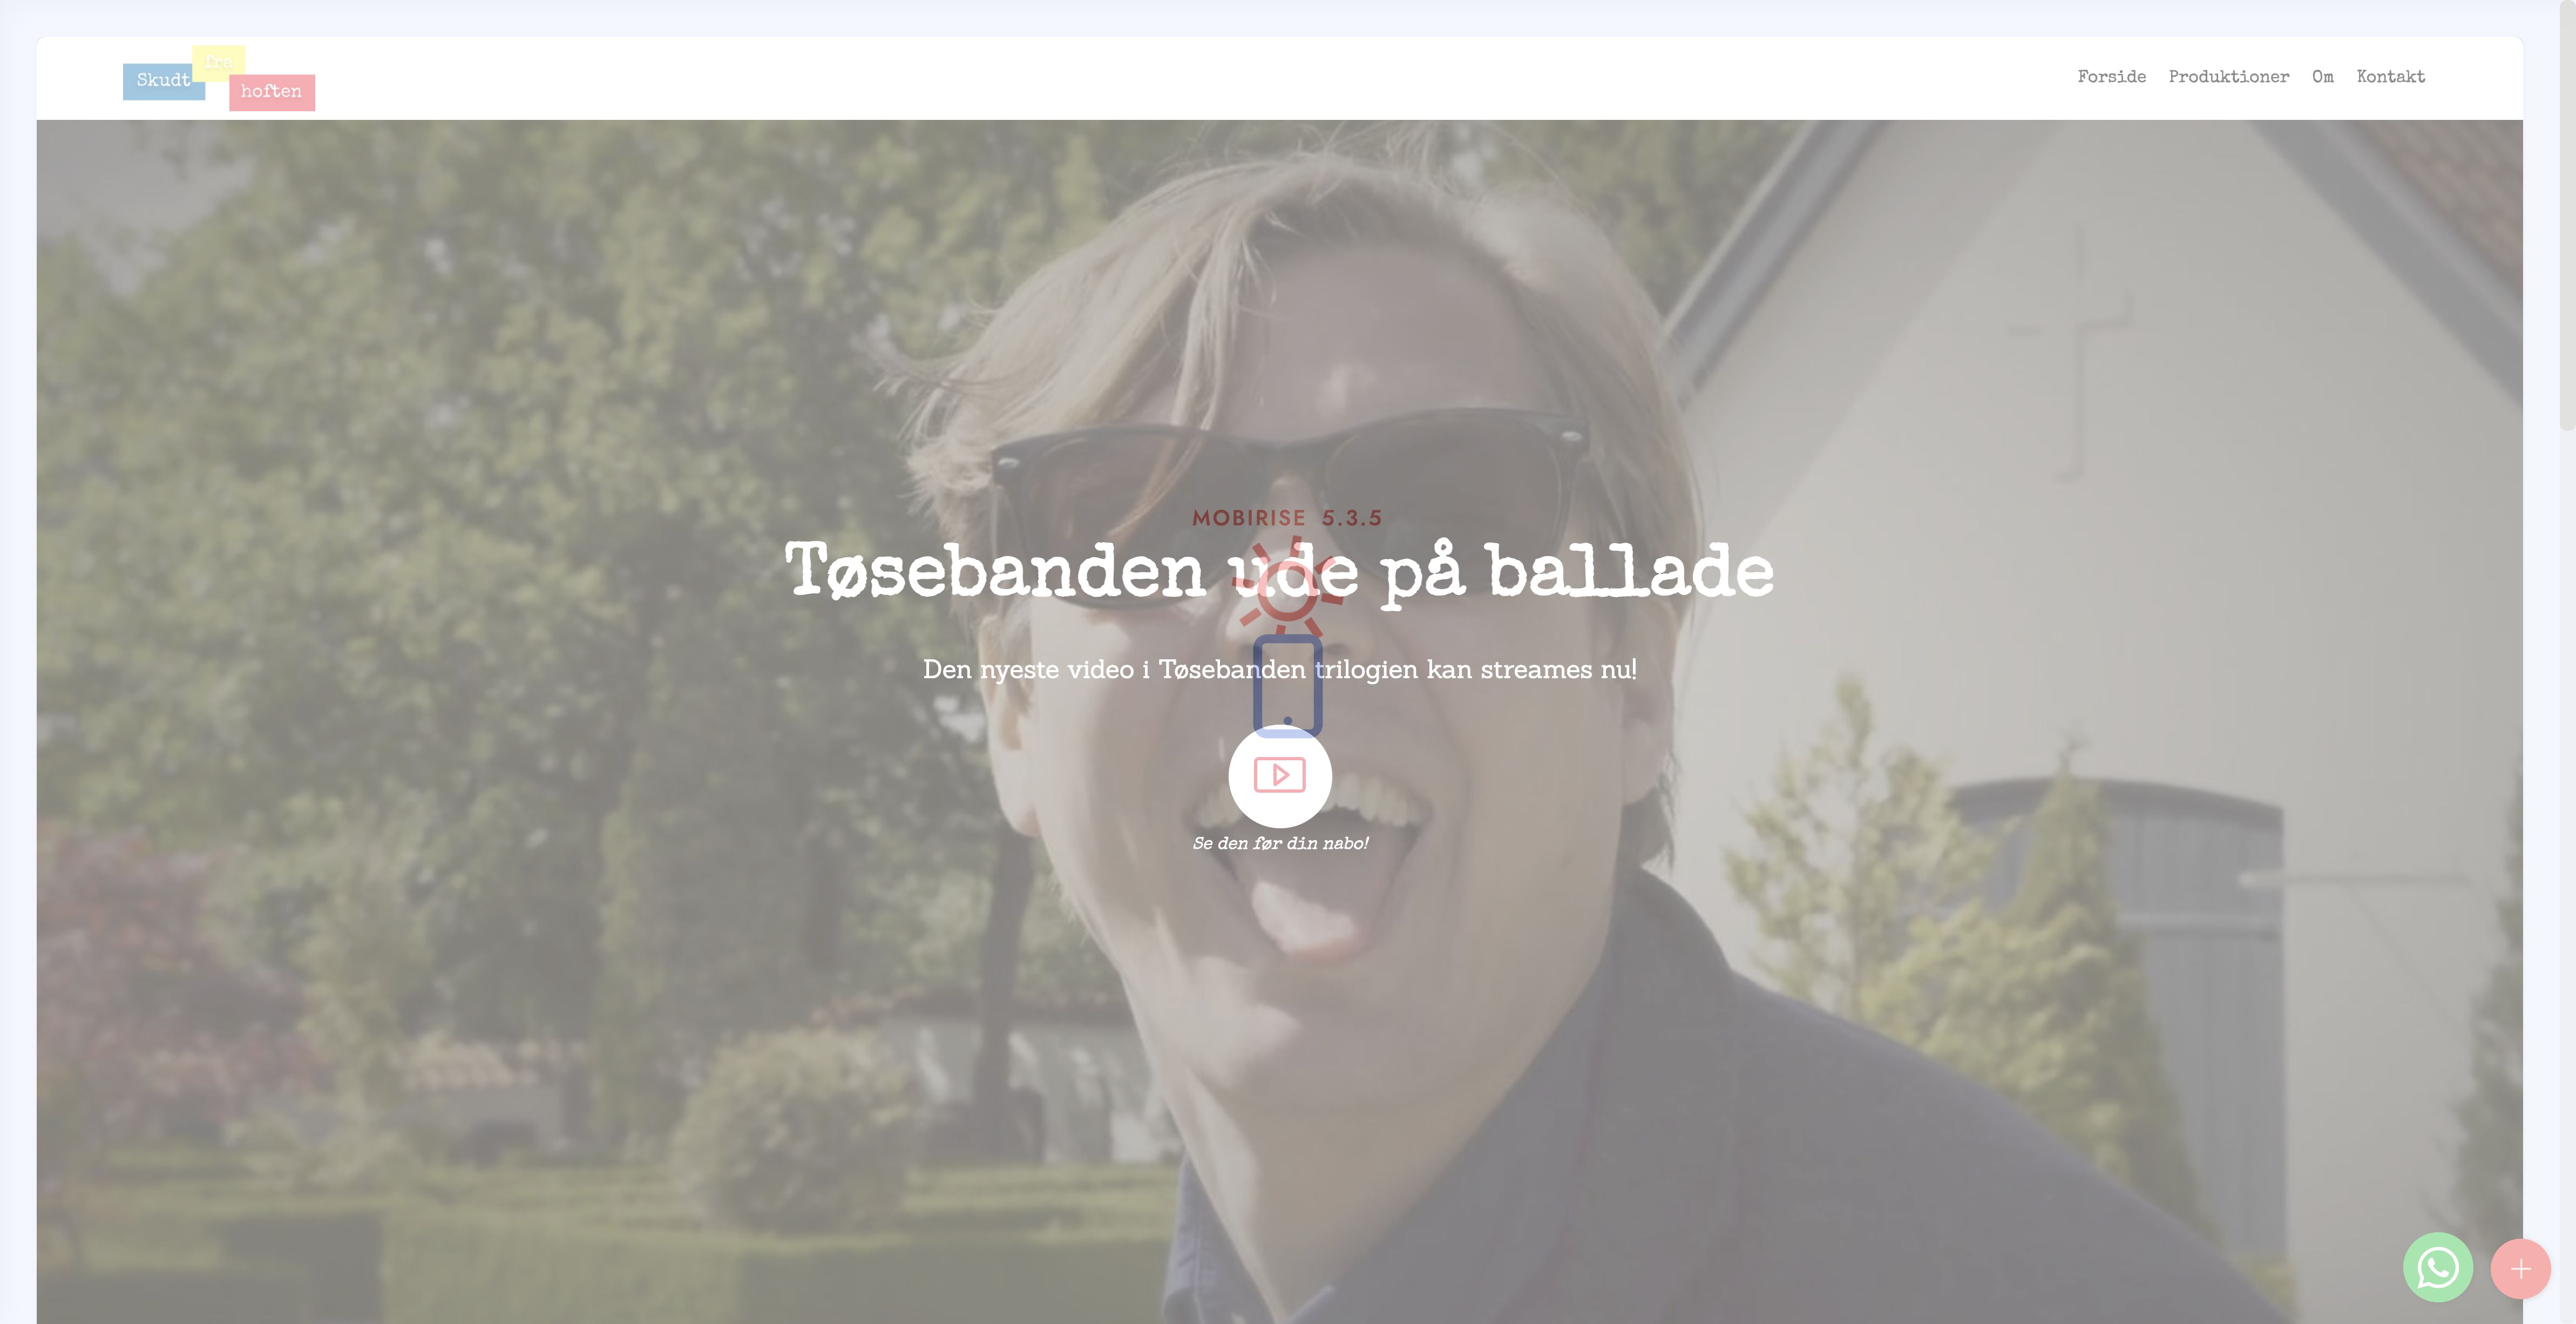 Skudt
fra
hoften
Forside Produktioner Om Kontakt
MOBIRISE 5.3.5
Tøsebanden ude på ballade
Den nyeste video i Tøsebanden trilogien kan streames nu!
Se den før din nabo!